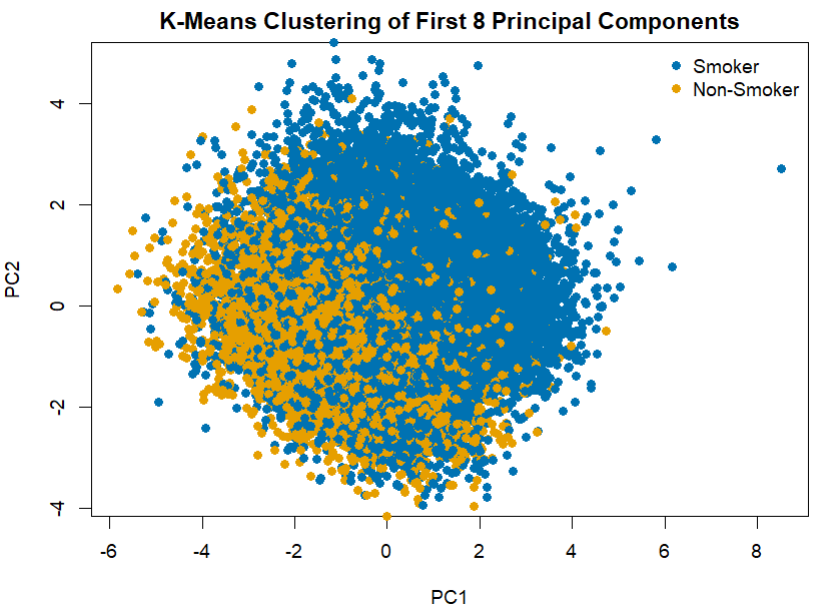 K-Means Clustering of First 8 Principal Components
Smoker
Non-Smoker
PC2
4
2
0
-2
-4
-6 -4 -2 0 2 4 6 8
PC1